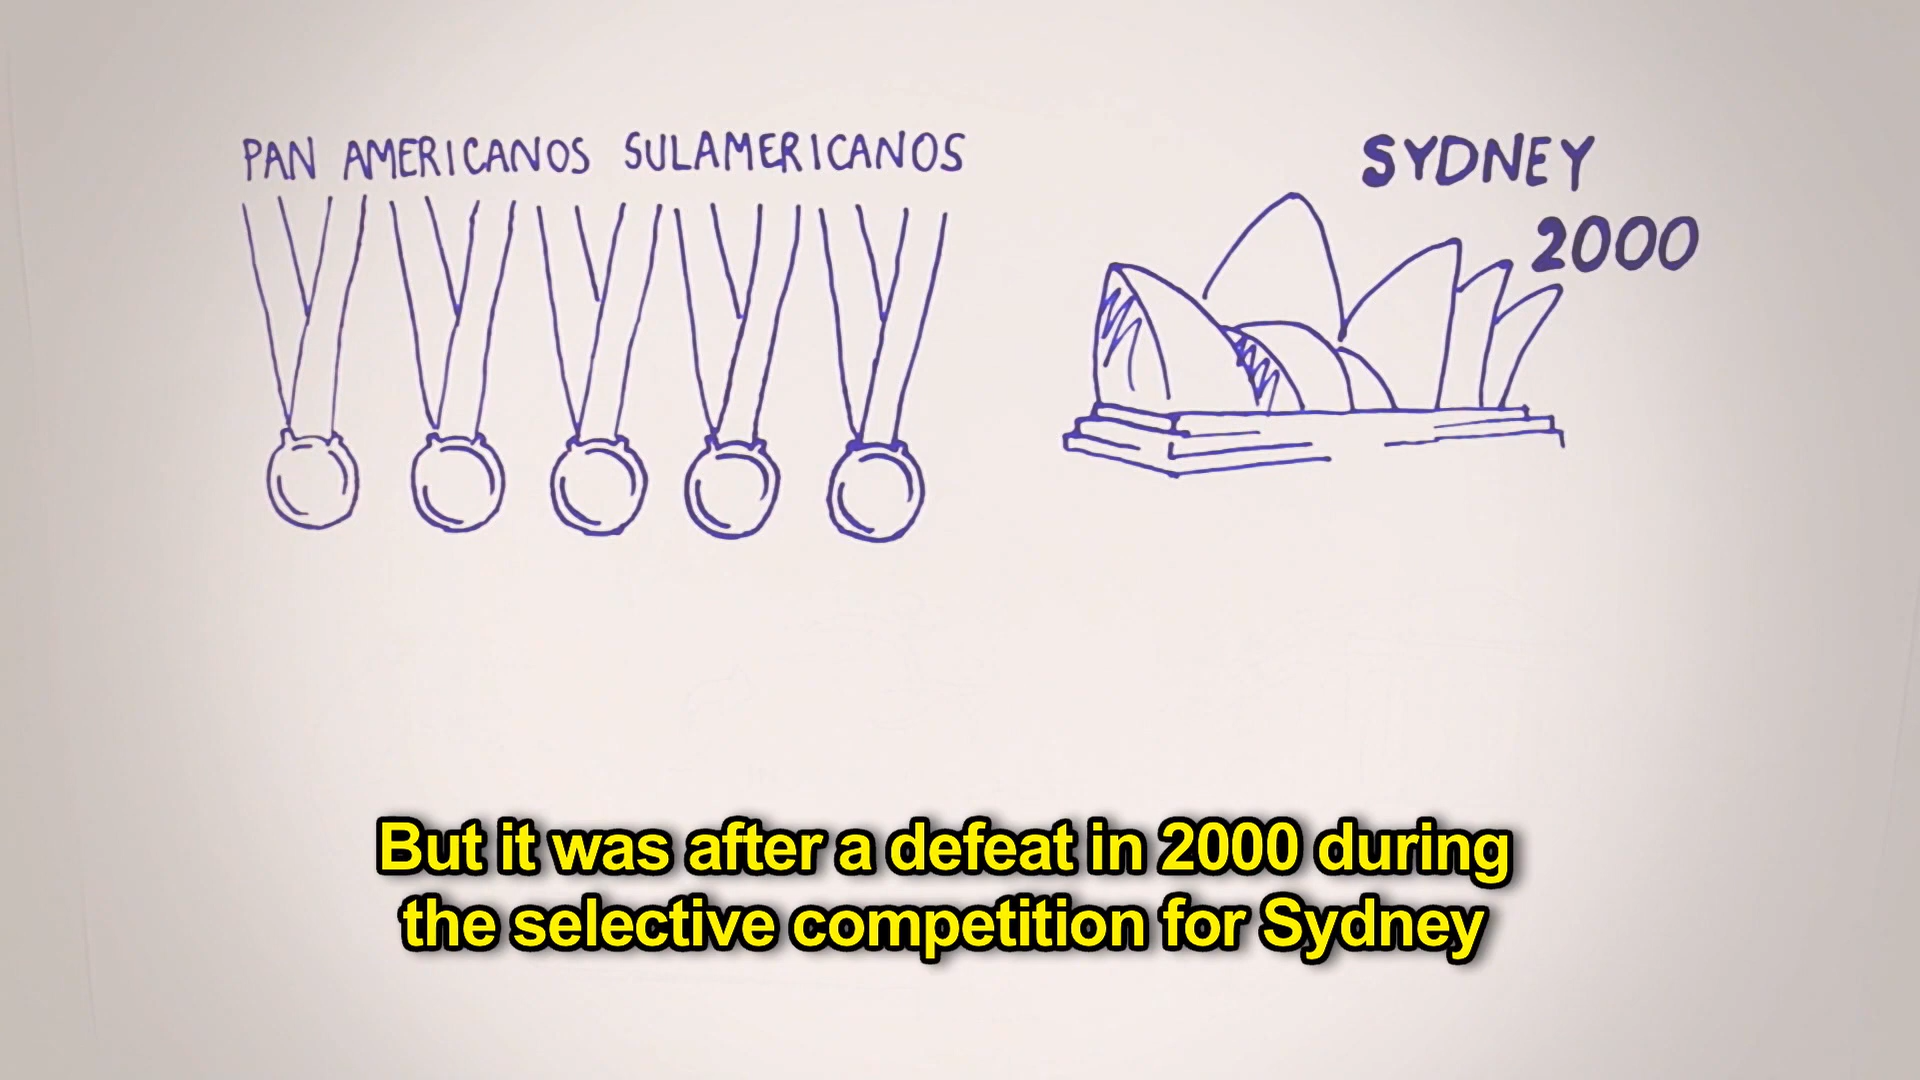 PAN AMERICANOS SULAMERICANOS
SYDNEY
2000
But it was after a defeat in 2000 during
the selective competition for Sydney